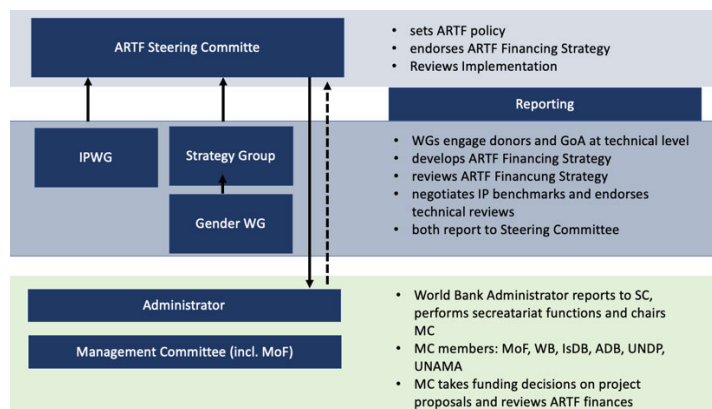 ARTF Steering Committe
• sets ARTF policy
• endorses ARTF Financing Strategy
• Reviews Implementation
Reporting
IPWG
Strategy Group
Gender WG
• WGs engage donors and GoA at technical level
• develops ARTF Financing Strategy
• reviews ARTF Financung Strategy
• negotiates IP benchmarks and endorses
technical reviews
• both report to Steering Committee
Administrator
Management Committee (incl. MoF)
• World Bank Administrator reports to SC,
performs secreatariat functions and chairs
MC
• MC members: MoF, WB, IsDB, ADB, UNDP,
UNAMA
• MC takes funding decisions on project
proposals and reviews ARTF finances